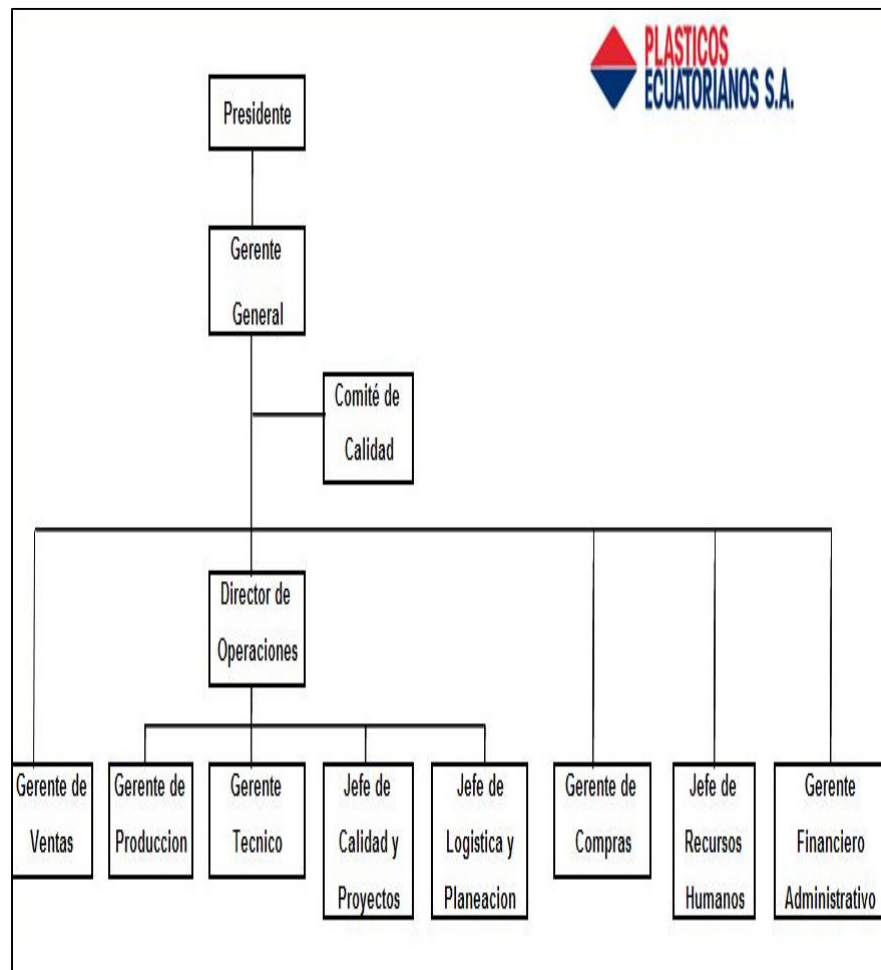 PLASTICOS
ECUATORIANOS S.A.
Presidente
Gerente
General
Comité de
Calidad
Director de
Operaciones
Gerente de
Ventas
Gerente de
Produccion
Gerente
Tecnico
Jefe de
Calidad y
Proyectos
Jefe de
Logistica y
Planeacion
Gerente de
Compras
Jefe de
Recursos
Humanos
Gerente
Financiero
Administrativo